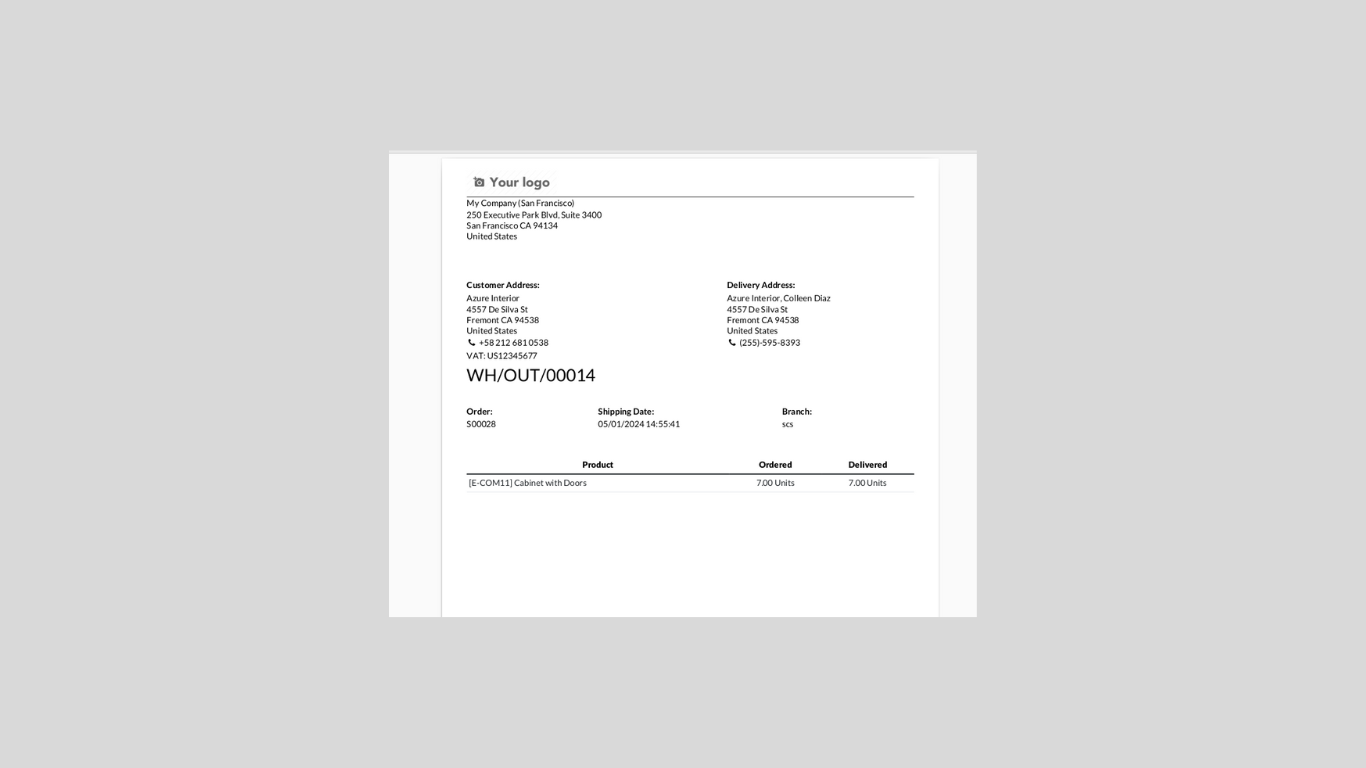 Your logo
My Company (San Francisco)
250 Executive Park Blvd, Suite 3400
San Francisco CA 94134
United States
Customer Address:
Azure Interior
4557 De Silva St
Fremont CA 94538
United States
+58 212 681 0538
VAT: US12345677
Delivery Address:
Azure Interior, Colleen Diaz
4557 De Silva St
Fremont CA 94538
United States
(255)-595-8393
WH/OUT/00014
Order: Shipping Date: Branch:
S00028 05/01/2024 14:55:41 scs
Product Ordered Delivered
[E-COM11] Cabinet with Doors 7.00 Units 7.00 Units